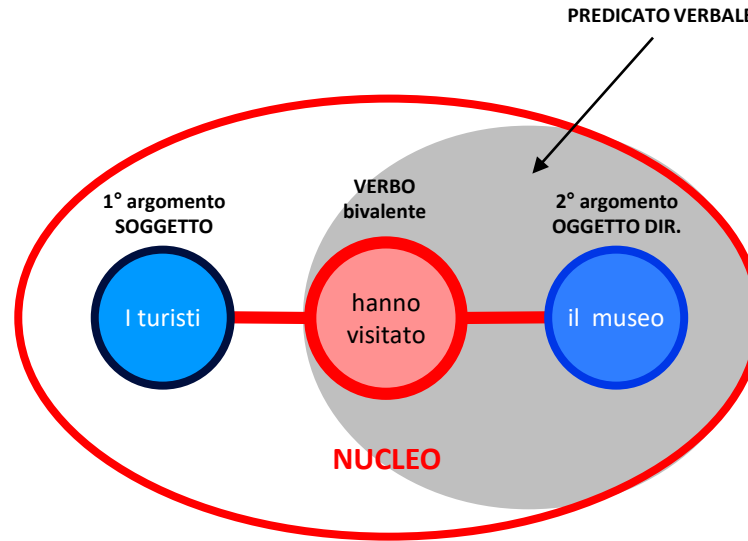 PREDICATO VERBALE
1° argomento
SOGGETTO
VERBO
bivalente
2° argomento
OGGETTO DIR.
I turisti
hanno
visitato
il museo
NUCLEO